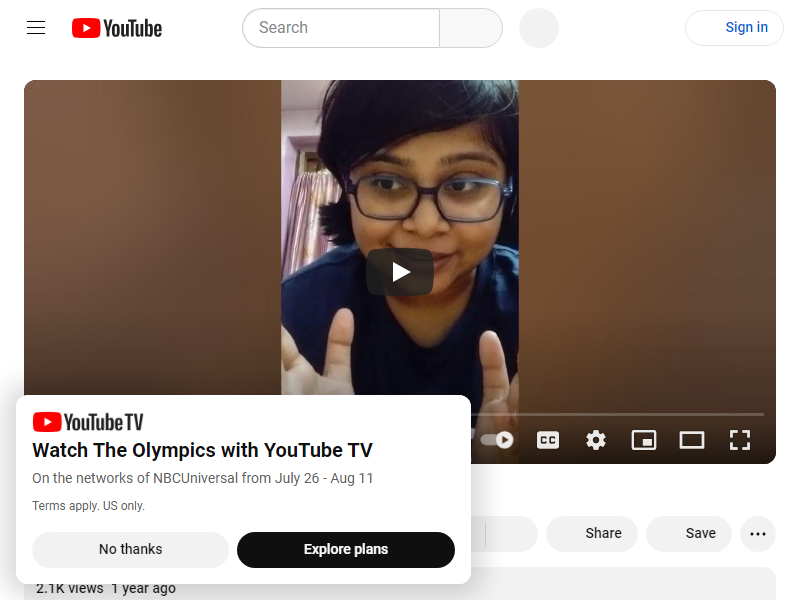 YouTube
Search
Sign in
CC
YouTube TV
Watch The Olympics with YouTube TV
On the networks of NBCUniversal from July 26 - Aug 11
Terms apply. US only.
No thanks
Explore plans
Share
Save
2.1K views 1 year ago